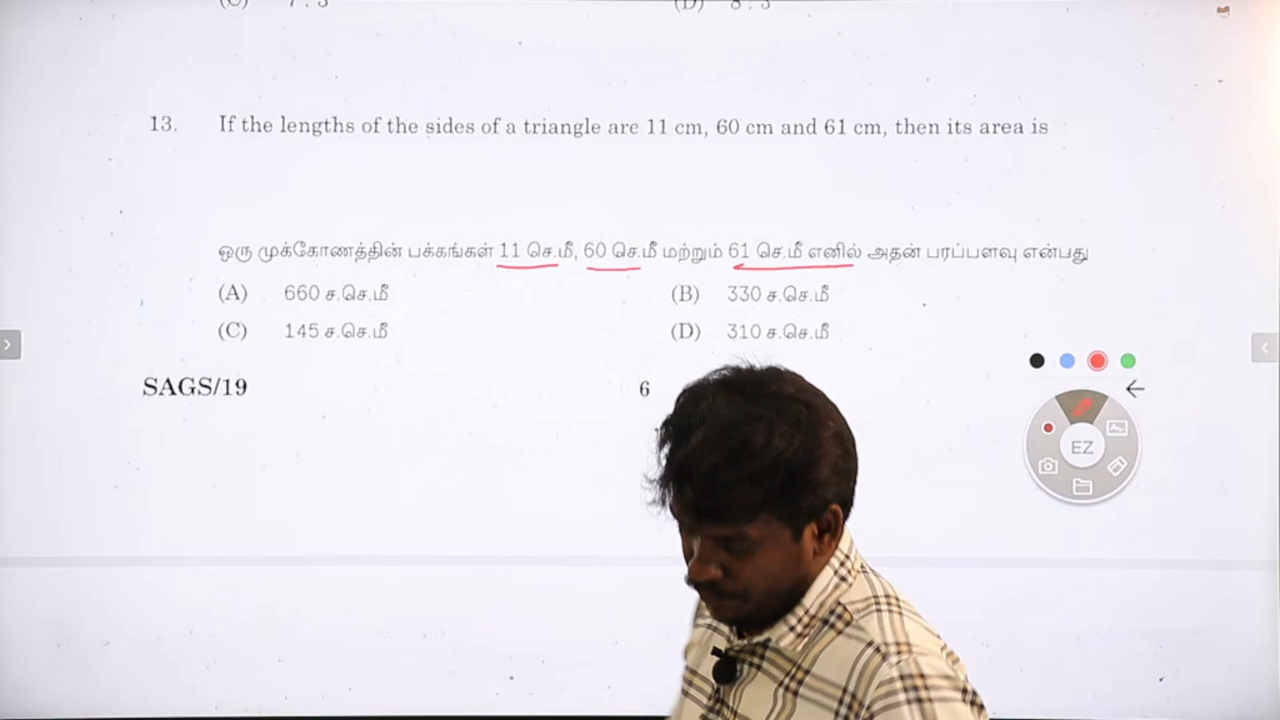 13. If the lengths of the sides of a triangle are 11 cm, 60 cm and 61 cm, then its area is
ஒரு முக்கோணத்தின் பக்கங்கள் 11 செ.மீ, 60 செ.மீ மற்றும் 61 செ.மீ எனில் அதன் பரப்பளவு என்பது
(A) 660 ச.செ.மீ (B) 330 ச.செ.மீ
(C) 145 ச.செ.மீ (D) 310 ச.செ.மீ
SAGS/19 6
EZ